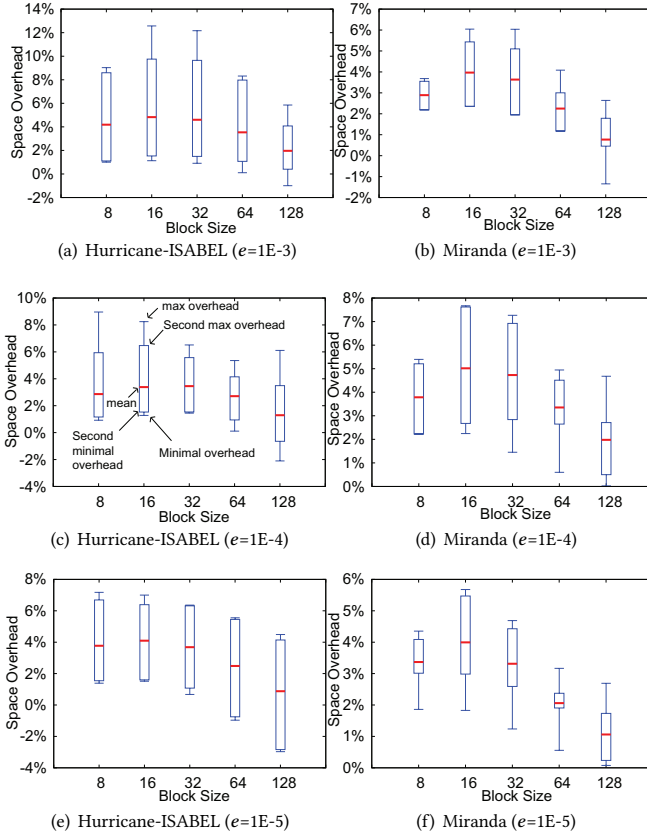 14%
12%
10%
8%
6%
4%
2%
0%
-2%
Space Overhead
8 16 32 64 128
Block Size
(a) Hurricane-ISABEL (e=1E-3)
7%
6%
5%
4%
3%
2%
1%
0%
-1%
-2%
Space Overhead
8 16 32 64 128
Block Size
(b) Miranda (e=1E-3)
10%
8%
6%
4%
2%
0%
-2%
-4%
Space Overhead
max overhead
Second max overhead
mean
Second
minimal
overhead
Minimal overhead
8 16 32 64 128
Block Size
(c) Hurricane-ISABEL (e=1E-4)
8%
7%
6%
5%
4%
3%
2%
1%
0%
Space Overhead
8 16 32 64 128
Block Size
(d) Miranda (e=1E-4)
8%
6%
4%
2%
0%
-2%
-4%
Space Overhead
8 16 32 64 128
Block Size
(e) Hurricane-ISABEL (e=1E-5)
6%
5%
4%
3%
2%
1%
0%
Space Overhead
8 16 32 64 128
Block Size
(f) Miranda (e=1E-5)